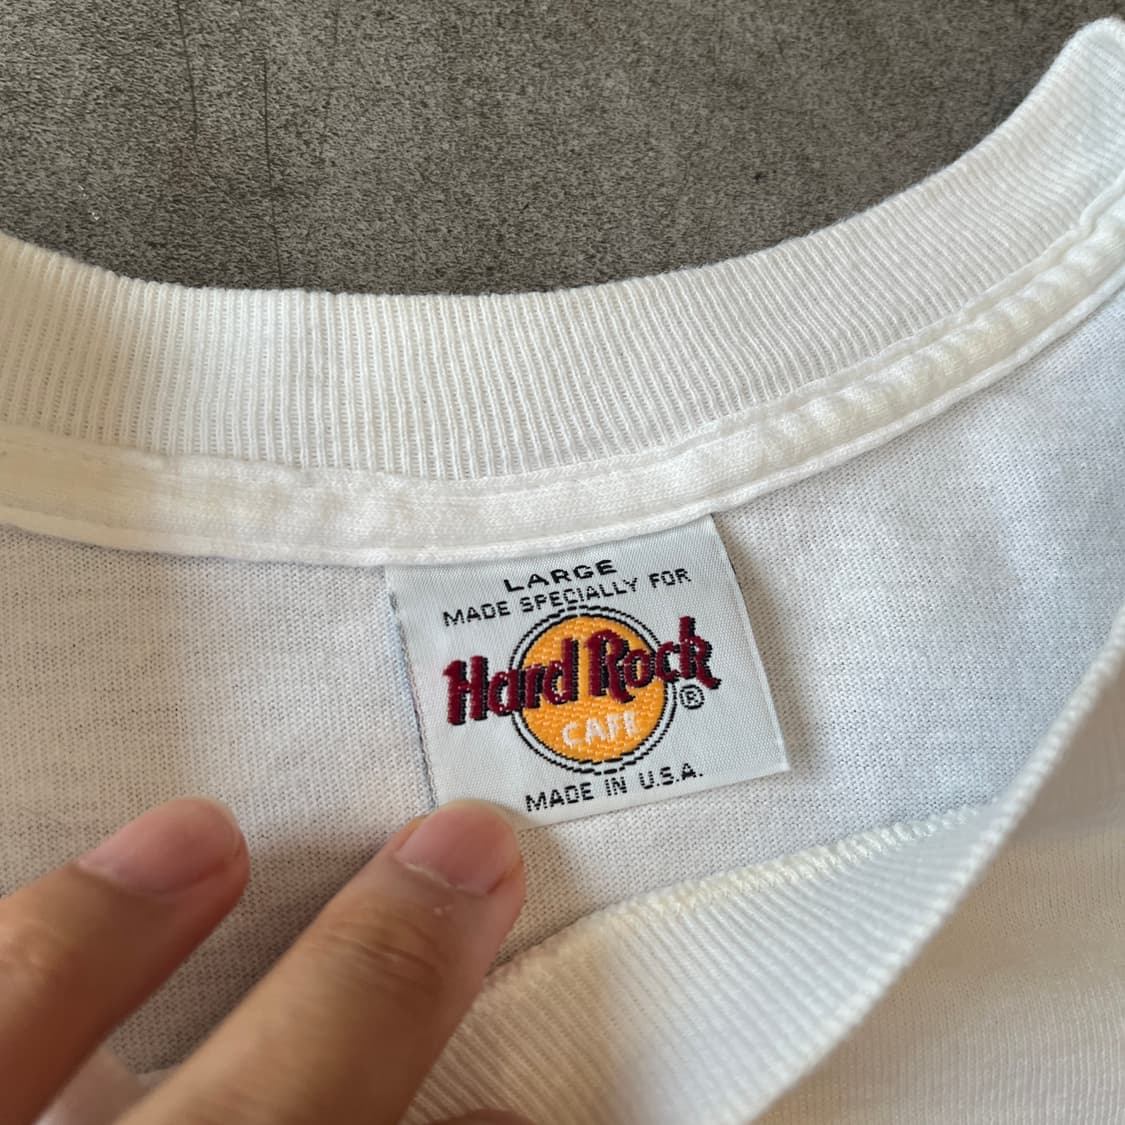 LARGE
MADE SPECIALLY FOR
Hard Rock
CAFE
®
MADE IN U.S.A.